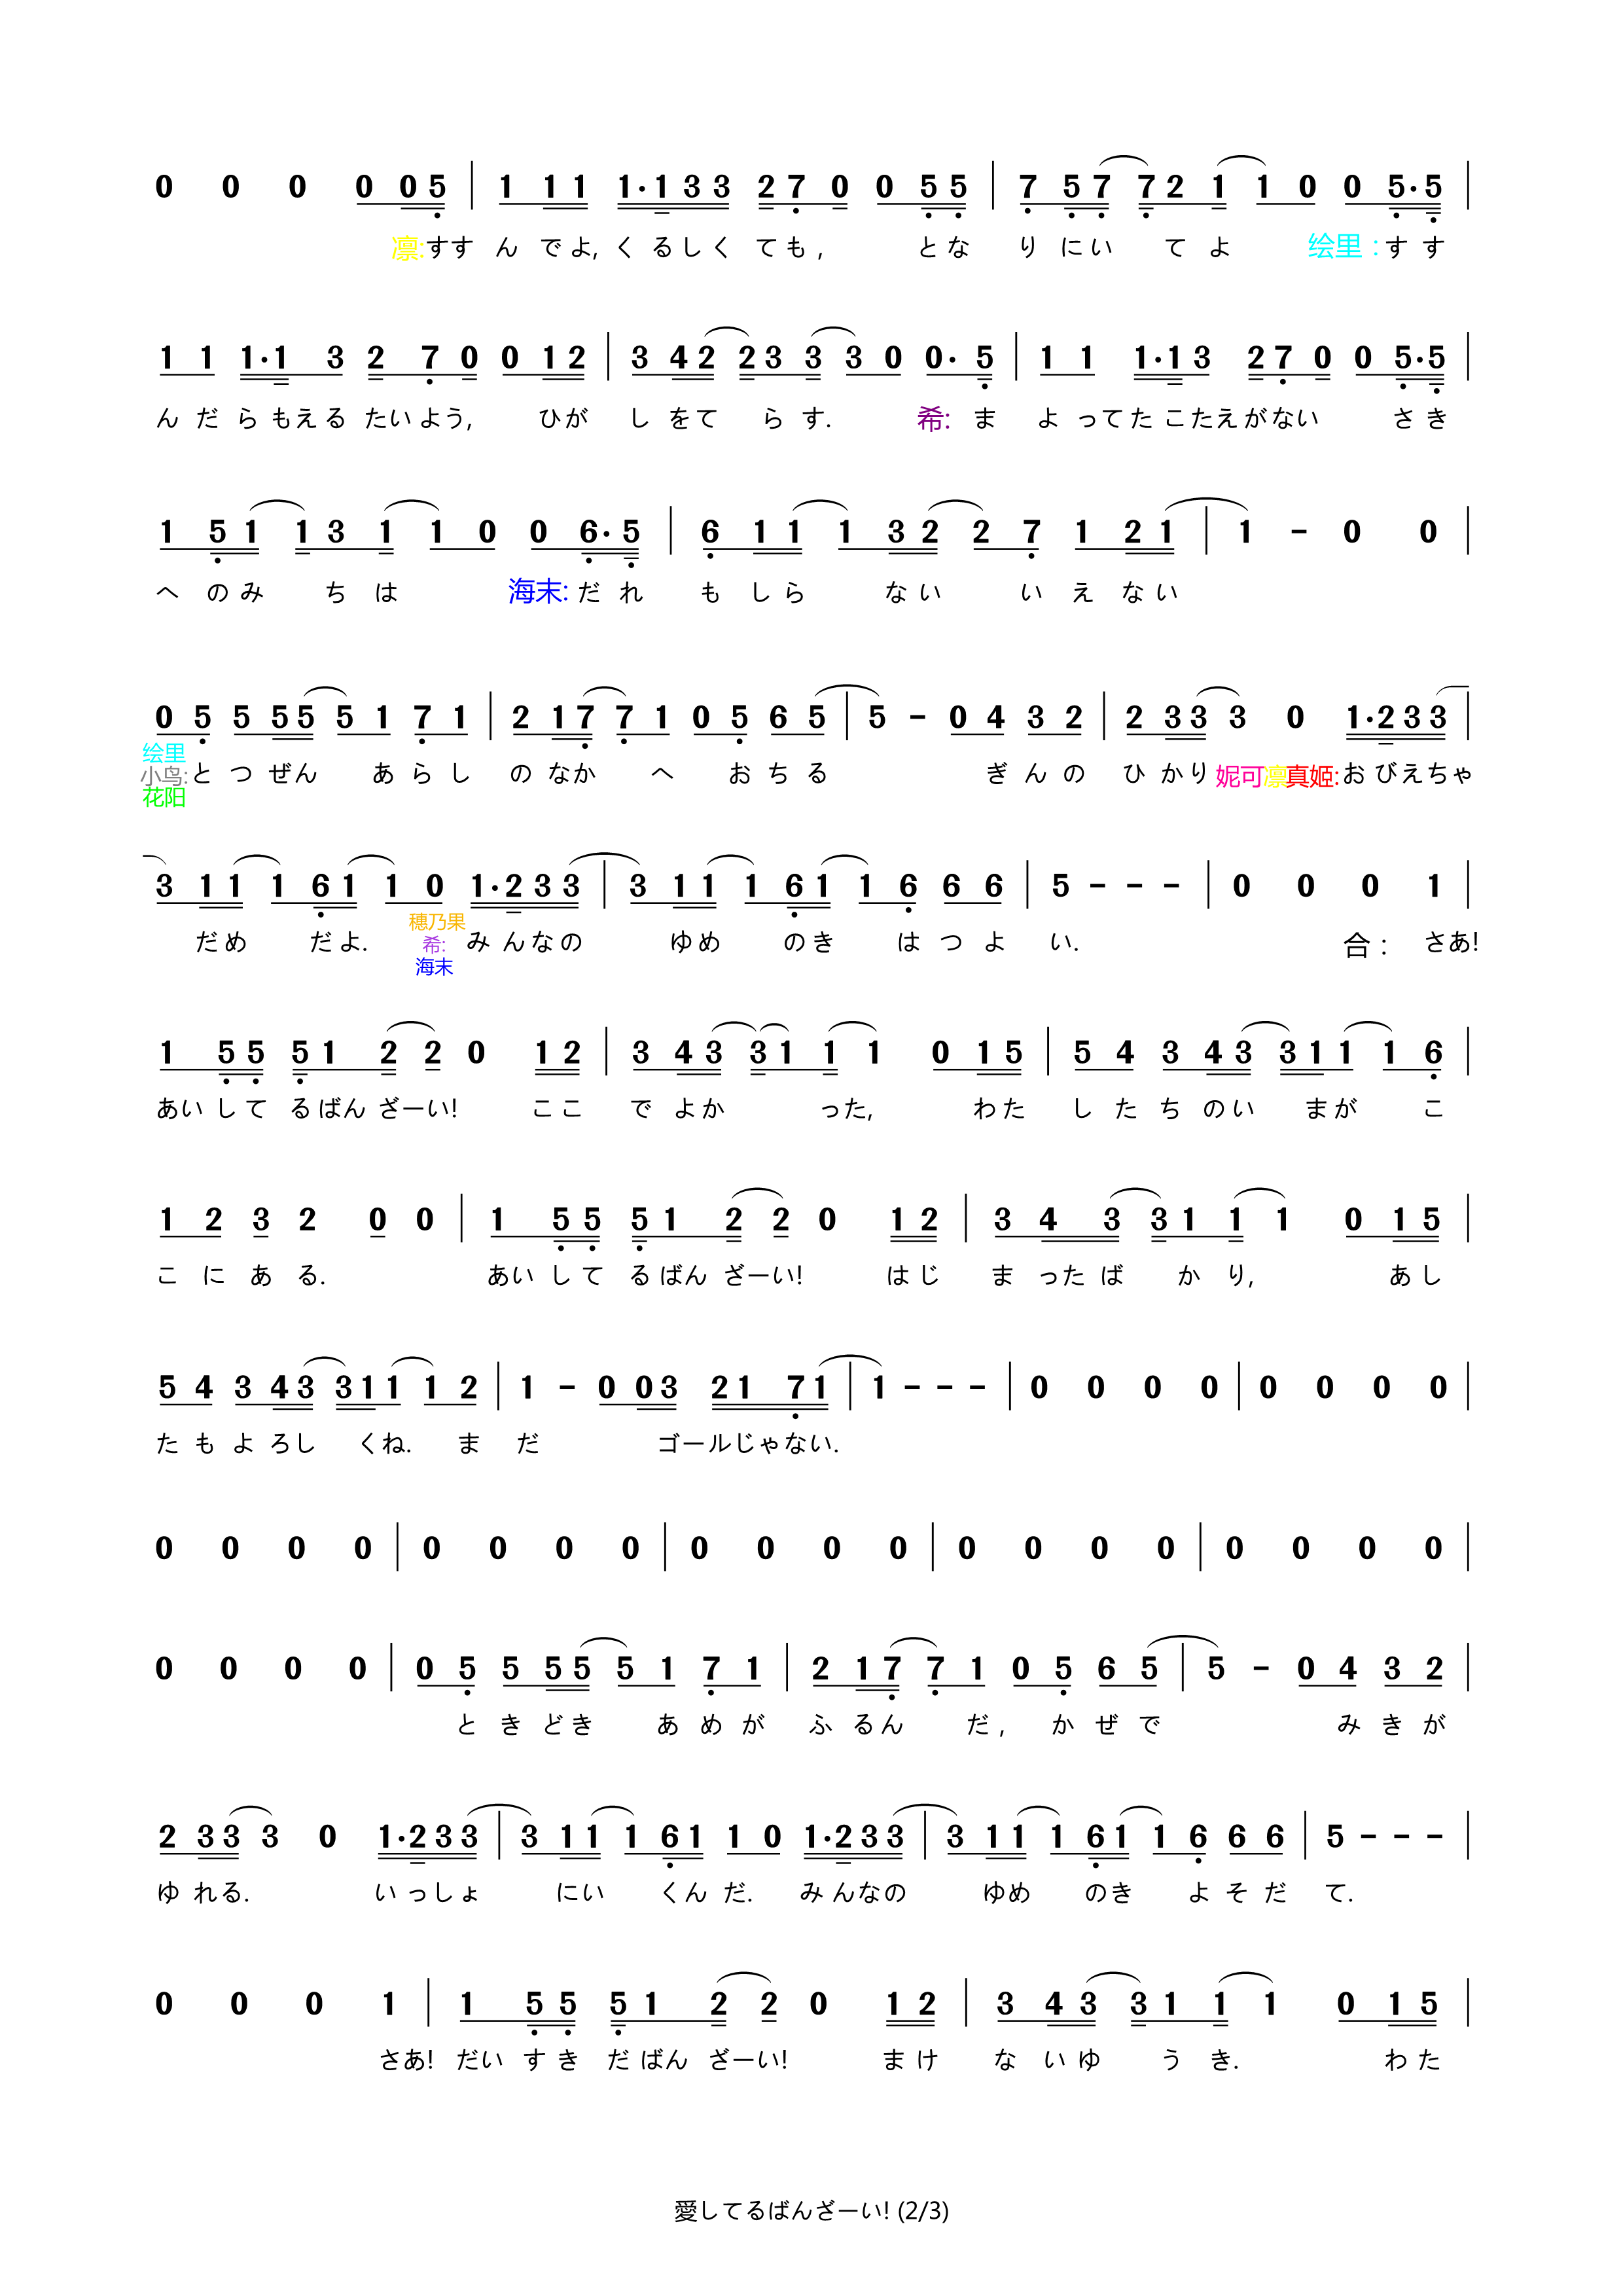 0 0 0 0 0 5 | 1 1 1 1·1 3 3 2 7 0 0 5 5 | 7 5 7 7 2 1 1 0 0 5·5 |
凛:すす ん でよ, くるしく ても, とな りにい てよ 绘里:すす
1 1 1·1 3 2 7 0 0 1 2 | 3 4 2 2 3 3 3 0 0· 5 | 1 1 1·1 3 2 7 0 0 5·5 |
んだらもえる たいよう, ひが しをて らす. 希: ま よってたこたえがない さき
1 5 1 1 3 1 1 0 0 6·5 | 6 1 1 1 3 2 2 7 1 2 1 | 1 - 0 0 |
へのみ ちは 海末:だれ もしら ない いえない
0 5 5 5 5 5 1 7 1 | 2 1 7 7 1 0 5 6 5 | 5 - 0 4 3 2 | 2 3 3 3 0 1·2 3 3 |
绘里
小鸟:とつぜん あらし のなか へ おちる ぎんの ひかり 妮可凛真姬:おびえちゃ
花阳
3 1 1 1 6 1 1 0 1·2 3 3 | 3 1 1 1 6 1 1 6 6 6 | 5 - - - | 0 0 0 1 |
穗乃果
だめ だよ. 希: みんなの ゆめ のき はつよ い. 合: さあ!
海末
1 5 5 5 1 2 2 0 1 2 | 3 4 3 3 1 1 1 0 1 5 | 5 4 3 4 3 3 1 1 1 6 |
あいして るばん ざーい! ここ でよか った, わた したちのい まが こ
1 2 3 2 0 0 | 1 5 5 5 1 2 2 0 1 2 | 3 4 3 3 1 1 1 0 1 5 |
こにある. あいして るばん ざーい! はじ まったば かり, あし
5 4 3 4 3 3 1 1 1 2 | 1 - 0 0 3 2 1 7 1 | 1 - - - | 0 0 0 0 | 0 0 0 0 |
たもよろし くね. ま だ ゴールじゃない.
0 0 0 0 | 0 0 0 0 | 0 0 0 0 | 0 0 0 0 | 0 0 0 0 |
0 0 0 0 | 0 5 5 5 5 5 1 7 1 | 2 1 7 7 1 0 5 6 5 | 5 - 0 4 3 2 |
ときどき あめが ふるん だ, かぜで みきが
2 3 3 3 0 1·2 3 3 | 3 1 1 1 6 1 1 0 1·2 3 3 | 3 1 1 1 6 1 1 6 6 6 | 5 - - - |
ゆれる. いっしょ にい くんだ. みんなの ゆめ のき よそだ て.
0 0 0 1 | 1 5 5 5 1 2 2 0 1 2 | 3 4 3 3 1 1 1 0 1 5 |
さあ! だいすき だばん ざーい! まけ ないゆ うき. わた
愛してるばんざーい! (2/3)